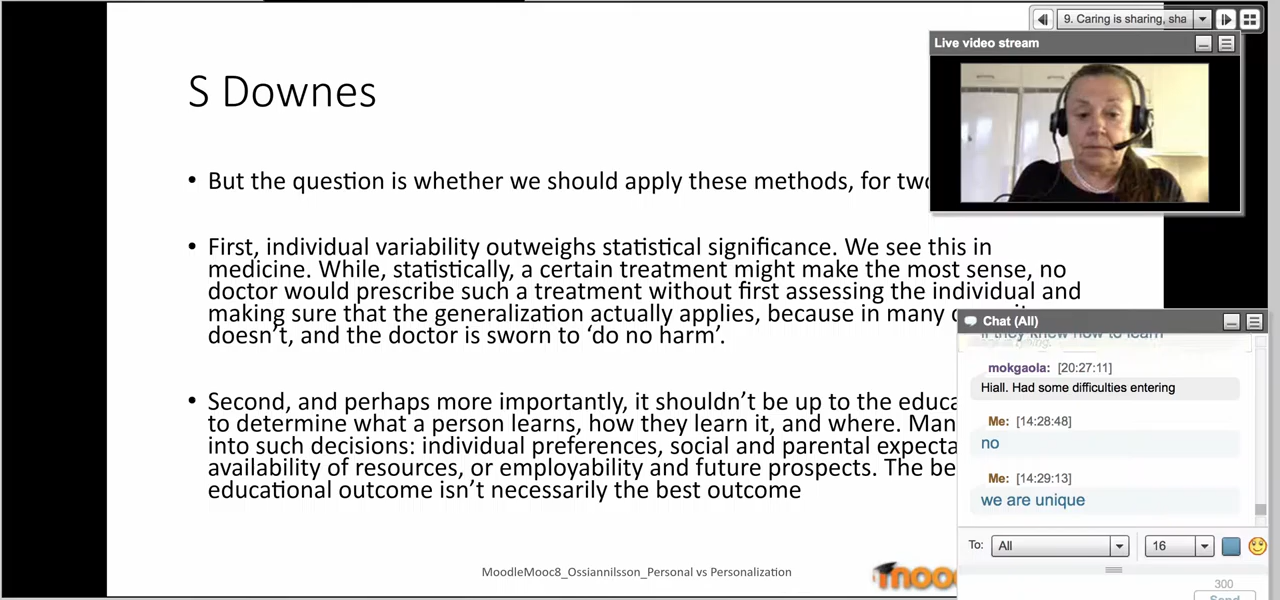 9. Caring is sharing, sha
Live video stream
S Downes
• But the question is whether we should apply these methods, for two
• First, individual variability outweighs statistical significance. We see this in
medicine. While, statistically, a certain treatment might make the most sense, no
doctor would prescribe such a treatment without first assessing the individual and
making sure that the generalization actually applies, because in many
doesn’t, and the doctor is sworn to ‘do no harm’.
• Second, and perhaps more importantly, it shouldn’t be up to the
to determine what a person learns, how they learn it, and where.
into such decisions: individual preferences, social and parental
availability of resources, or employability and future prospects. The
educational outcome isn’t necessarily the best outcome
MoodleMooc8_Ossiannilsson_Personal vs Personalization
Chat (All)
if they knew how to learn
mokgaola: [20:27:11]
Hiall. Had some difficulties entering
Me: [14:28:48]
no
Me: [14:29:13]
we are unique
To: All 16
300
Send